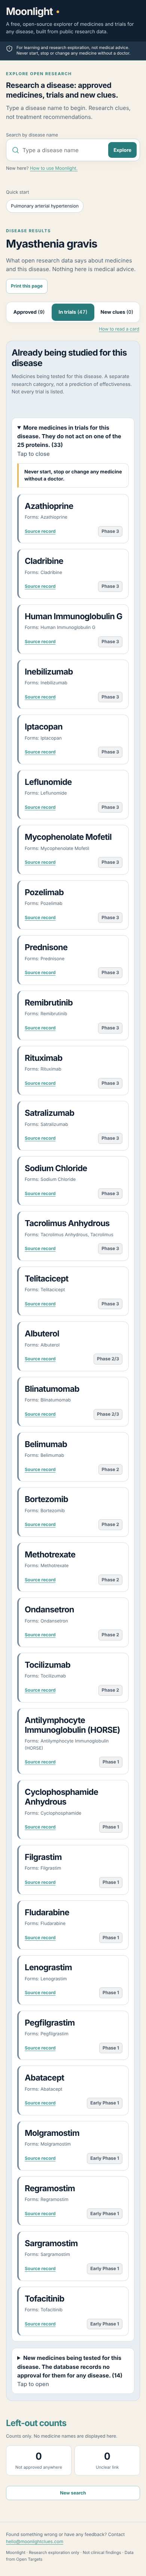 Moonlight
A free, open-source explorer of medicines and trials for
any disease, built from public research data.
For learning and research exploration, not medical advice.
Never start, stop or change any medicine without a doctor.
EXPLORE OPEN RESEARCH
Research a disease: approved
medicines, trials and new clues.
Type a disease name to begin. Research clues,
not treatment recommendations.
Search by disease name
Type a disease name
Explore
New here? How to use Moonlight
Quick start
Pulmonary arterial hypertension
DISEASE RESULTS
Myasthenia gravis
What open research data says about medicines
and this disease. Nothing here is medical advice.
Print this page
Approved (9)
In trials (47)
New clues (0)
How to read a card
Already being studied for this
disease
Medicines being tested for this disease. A separate
research category, not a prediction of effectiveness.
Not every trial is listed.
▼ More medicines in trials for this
disease. They do not act on one of the
25 proteins. (33)
Tap to close
Never start, stop or change any medicine
without a doctor.
Azathioprine
Forms: Azathioprine
Source record
Phase 3
Cladribine
Forms: Cladribine
Source record
Phase 3
Human Immunoglobulin G
Forms: Human Immunoglobulin G
Source record
Phase 3
Inebilizumab
Forms: Inebilizumab
Source record
Phase 3
Iptacopan
Forms: Iptacopan
Source record
Phase 3
Leflunomide
Forms: Leflunomide
Source record
Phase 3
Mycophenolate Mofetil
Forms: Mycophenolate Mofetil
Source record
Phase 3
Pozelimab
Forms: Pozelimab
Source record
Phase 3
Prednisone
Forms: Prednisone
Source record
Phase 3
Remibrutinib
Forms: Remibrutinib
Source record
Phase 3
Rituximab
Forms: Rituximab
Source record
Phase 3
Satralizumab
Forms: Satralizumab
Source record
Phase 3
Sodium Chloride
Forms: Sodium Chloride
Source record
Phase 3
Tacrolimus Anhydrous
Forms: Tacrolimus Anhydrous, Tacrolimus
Source record
Phase 3
Telitacicept
Forms: Telitacicept
Source record
Phase 3
Albuterol
Forms: Albuterol
Source record
Phase 2/3
Blinatumomab
Forms: Blinatumomab
Source record
Phase 2/3
Belimumab
Forms: Belimumab
Source record
Phase 2
Bortezomib
Forms: Bortezomib
Source record
Phase 2
Methotrexate
Forms: Methotrexate
Source record
Phase 2
Ondansetron
Forms: Ondansetron
Source record
Phase 2
Tocilizumab
Forms: Tocilizumab
Source record
Phase 2
Antilymphocyte
Immunoglobulin (HORSE)
Forms: Antilymphocyte Immunoglobulin
(HORSE)
Source record
Phase 1
Cyclophosphamide
Anhydrous
Forms: Cyclophosphamide
Source record
Phase 1
Filgrastim
Forms: Filgrastim
Source record
Phase 1
Fludarabine
Forms: Fludarabine
Source record
Phase 1
Lenograstim
Forms: Lenograstim
Source record
Phase 1
Pegfilgrastim
Forms: Pegfilgrastim
Source record
Phase 1
Abatacept
Forms: Abatacept
Source record
Early Phase 1
Molgramostim
Forms: Molgramostim
Source record
Early Phase 1
Regramostim
Forms: Regramostim
Source record
Early Phase 1
Sargramostim
Forms: Sargramostim
Source record
Early Phase 1
Tofacitinib
Forms: Tofacitinib
Source record
Early Phase 1
▶ New medicines being tested for this
disease. The database records no
approval for them for any disease. (14)
Tap to open
Left-out counts
Counts only. No medicine names are displayed here.
0
Not approved anywhere
0
Unclear link
New search
Found something wrong or have any feedback? Contact
hello@moonlightclues.com
Moonlight · Research exploration only · Not clinical findings · Data
from Open Targets